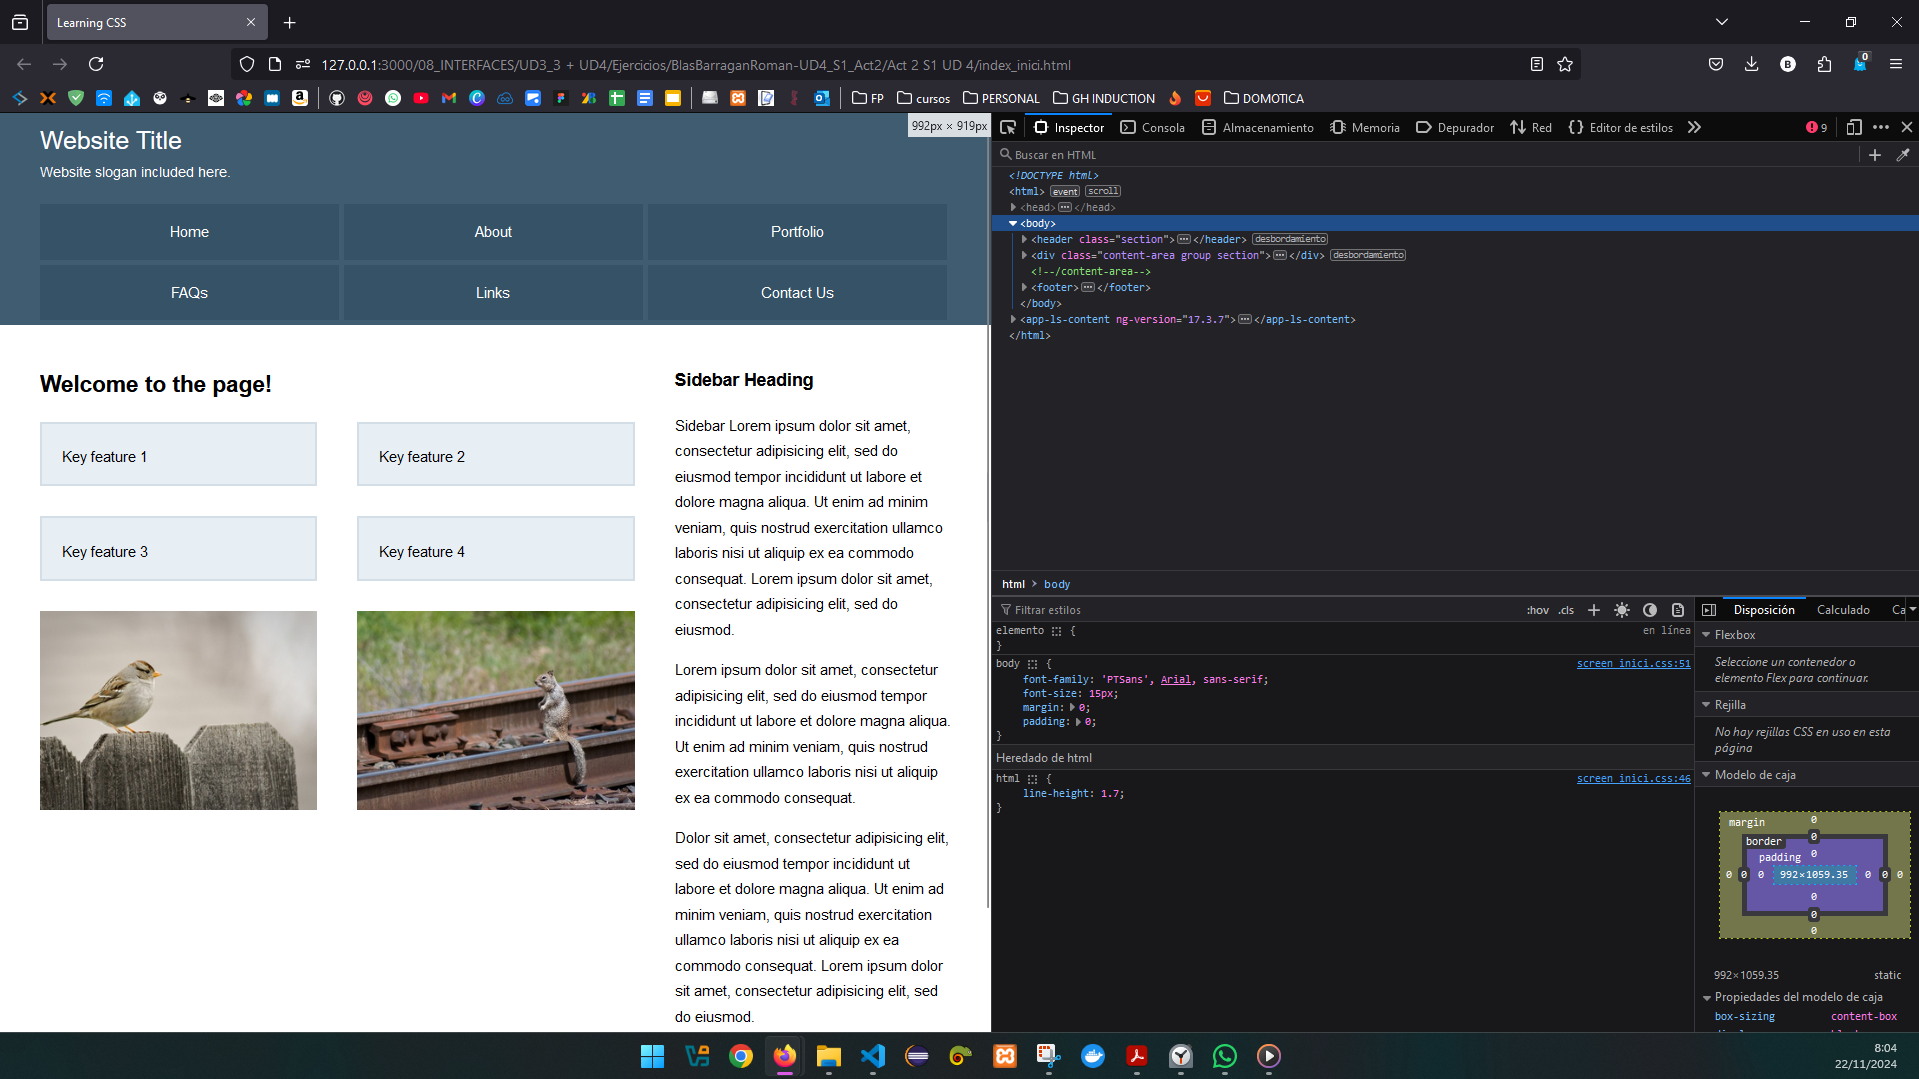 Learning CSS
127.0.0.1:3000/08_INTERFACES/UD3_3 + UD4/Ejercicios/BlasBarraganRoman-UD4_S1_Act2/Act 2 S1 UD 4/index_inici.html
B
0
FP
cursos
PERSONAL
GH INDUCTION
DOMOTICA
Website Title
Website slogan included here.
992px × 919px
Home
About
Portfolio
FAQs
Links
Contact Us
Welcome to the page!
Key feature 1
Key feature 2
Key feature 3
Key feature 4
Sidebar Heading
Sidebar Lorem ipsum dolor sit amet,
consectetur adipisicing elit, sed do
eiusmod tempor incididunt ut labore et
dolore magna aliqua. Ut enim ad minim
veniam, quis nostrud exercitation ullamco
laboris nisi ut aliquip ex ea commodo
consequat. Lorem ipsum dolor sit amet,
consectetur adipisicing elit, sed do
eiusmod.
Lorem ipsum dolor sit amet, consectetur
adipisicing elit, sed do eiusmod tempor
incididunt ut labore et dolore magna aliqua.
Ut enim ad minim veniam, quis nostrud
exercitation ullamco laboris nisi ut aliquip
ex ea commodo consequat.
Dolor sit amet, consectetur adipisicing elit,
sed do eiusmod tempor incididunt ut
labore et dolore magna aliqua. Ut enim ad
minim veniam, quis nostrud exercitation
ullamco laboris nisi ut aliquip ex ea
commodo consequat. Lorem ipsum dolor
sit amet, consectetur adipisicing elit, sed
do eiusmod.
Inspector
Consola
Almacenamiento
Memoria
Depurador
Red
Editor de estilos
9
Buscar en HTML
<!DOCTYPE html>
<html> event scroll
<head> ••• </head>
<body>
<header class="section"> ••• </header> desbordamiento
<div class="content-area group section"> ••• </div> desbordamiento
<!--/content-area-->
<footer> ••• </footer>
</body>
<app-ls-content ng-version="17.3.7"> ••• </app-ls-content>
</html>
html > body
Filtrar estilos
:hov .cls
elemento {
en línea
}
body {
screen_inici.css:51
font-family: 'PTSans', Arial, sans-serif;
font-size: 15px;
margin: 0;
padding: 0;
}
Heredado de html
html {
screen_inici.css:46
line-height: 1.7;
}
Disposición
Calculado
Ca
Flexbox
Seleccione un contenedor o
elemento Flex para continuar.
Rejilla
No hay rejillas CSS en uso en esta
página
Modelo de caja
margin
0
border
0
padding
0
0 0 0 992×1059.35 0 0 0
0
0
0
992×1059.35
static
Propiedades del modelo de caja
box-sizing
content-box
8:04
22/11/2024